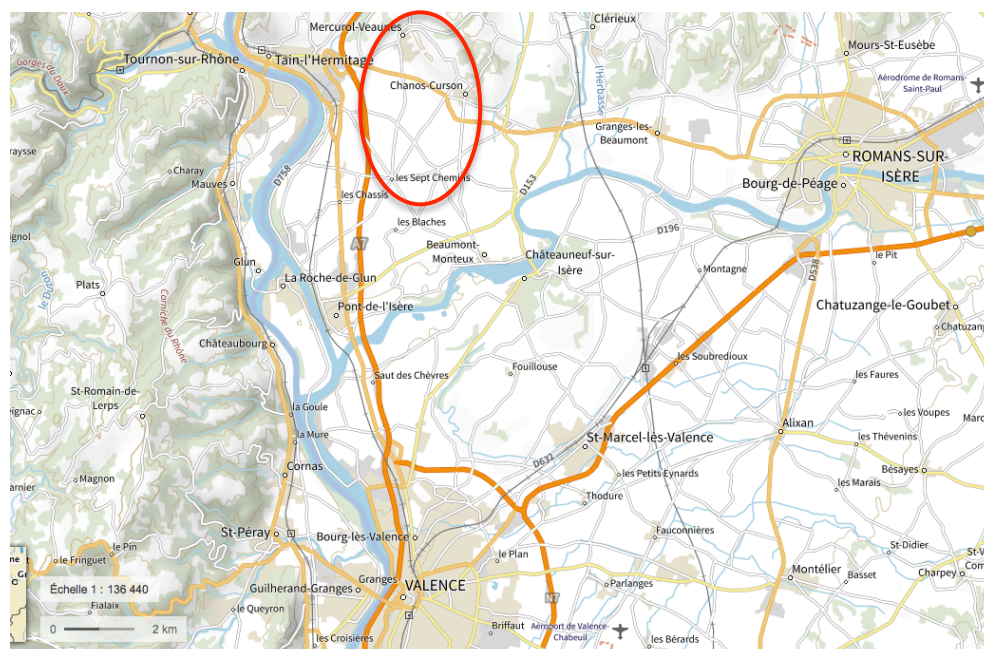 Mercurol-Veaunes
Clérieux
Tournon-sur-Rhône
Tain-l'Hermitage
Mours-St-Eusèbe
Gorges du Doux
Chanos-Curson
l'Herbasse
Aérodrome de Romans-
Saint-Paul
Granges-les-
Beaumont
ROMANS-SUR-
ISÈRE
Charay
Mauves
D758
les Sept Chemins
D153
Bourg-de-Péage
les Chassis
les Blaches
D196
A7
Beaumont-
Monteux
Châteauneuf-sur-
Isère
Glun
La Roche-de-Glun
Montagne
D538
le Pit
Plats
Corniche du Rhône
Pont-de-l'Isère
Chatuzange-le-Goubet
Chatuzang
Châteaubourg
les Soubredioux
Fouillouse
Saut des Chèvres
les Faures
St-Romain-de-
Lerps
la Goule
les Voupes
Marc
la Mure
Alixan
St-Marcel-lès-Valence
les Thévenins
Cornas
D632
Bésayes
Magnon
les Petits Eynards
les Marais
Thodure
St-Péray
Bourg-lès-Valence
Fauconnières
le Pin
le Fringuet
le Plan
St-Didier
Granges
Guilherand-Granges
VALENCE
Montélier
Basset
Charpey
Parlanges
Échelle 1 : 136 440
N7
Fialaix
le Queyron
0
2 km
Briffaut
Aéroport de Valence-
Chabeuil
les Croisières
les Bérards